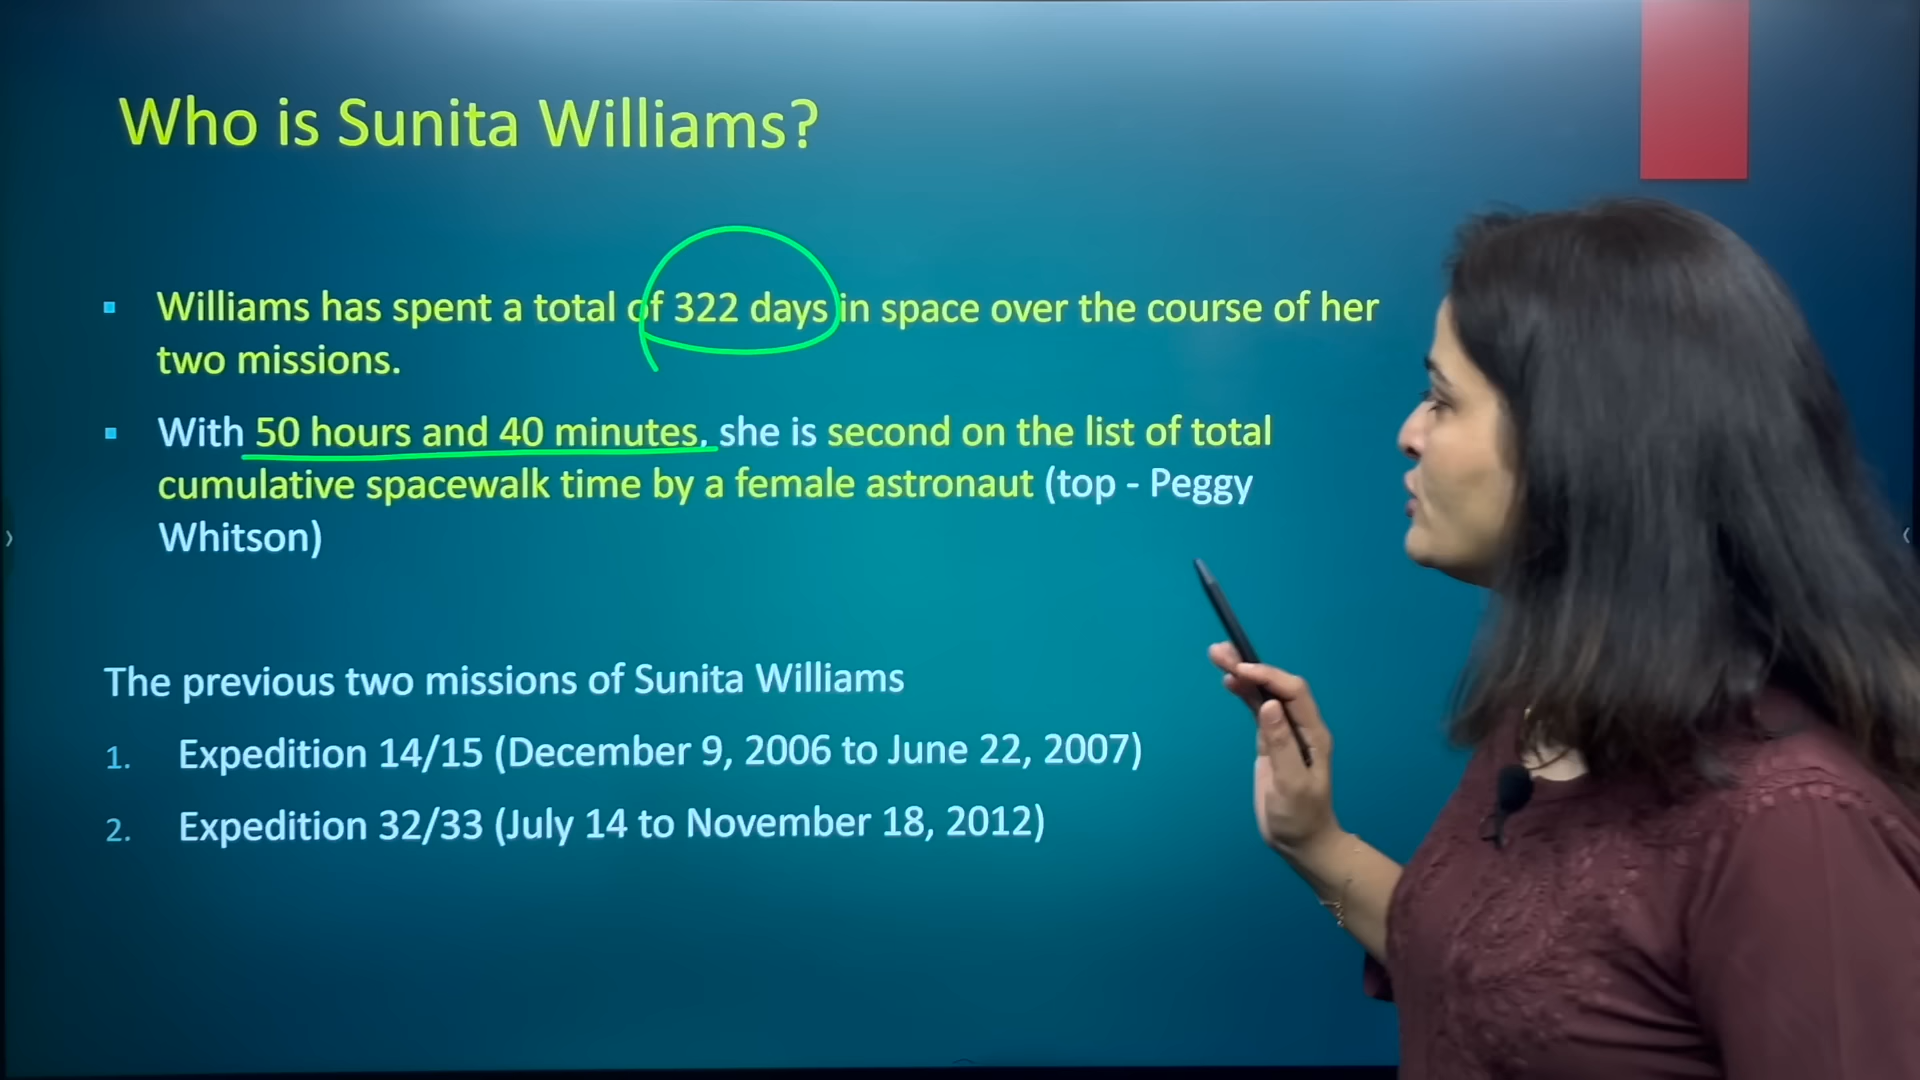 Who is Sunita Williams?
Williams has spent a total of 322 days in space over the course of her
two missions.
With 50 hours and 40 minutes, she is second on the list of total
cumulative spacewalk time by a female astronaut (top - Peggy
Whitson)
The previous two missions of Sunita Williams
1. Expedition 14/15 (December 9, 2006 to June 22, 2007)
2. Expedition 32/33 (July 14 to November 18, 2012)